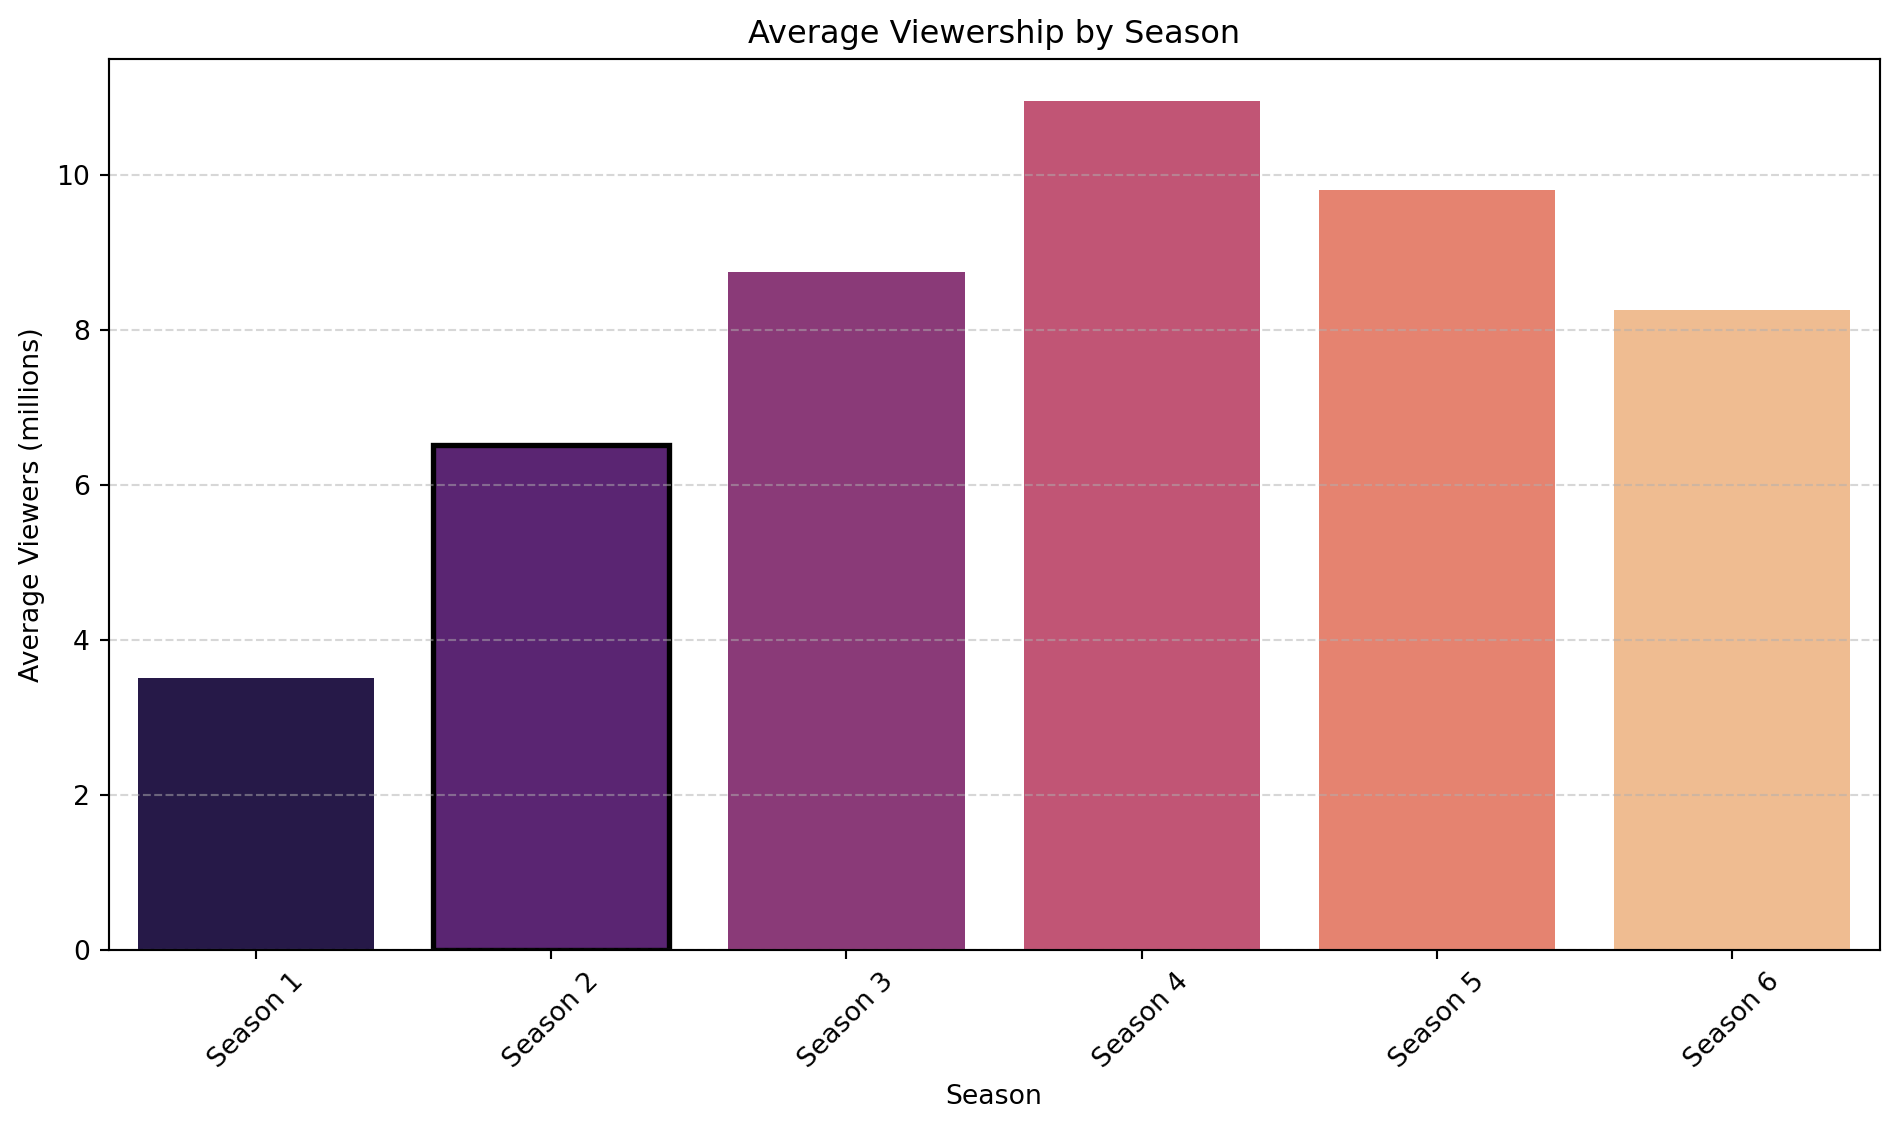 Average Viewership by Season
Average Viewers (millions)
10
8
6
4
2
0
Season 1
Season 2
Season 3
Season 4
Season 5
Season 6
Season